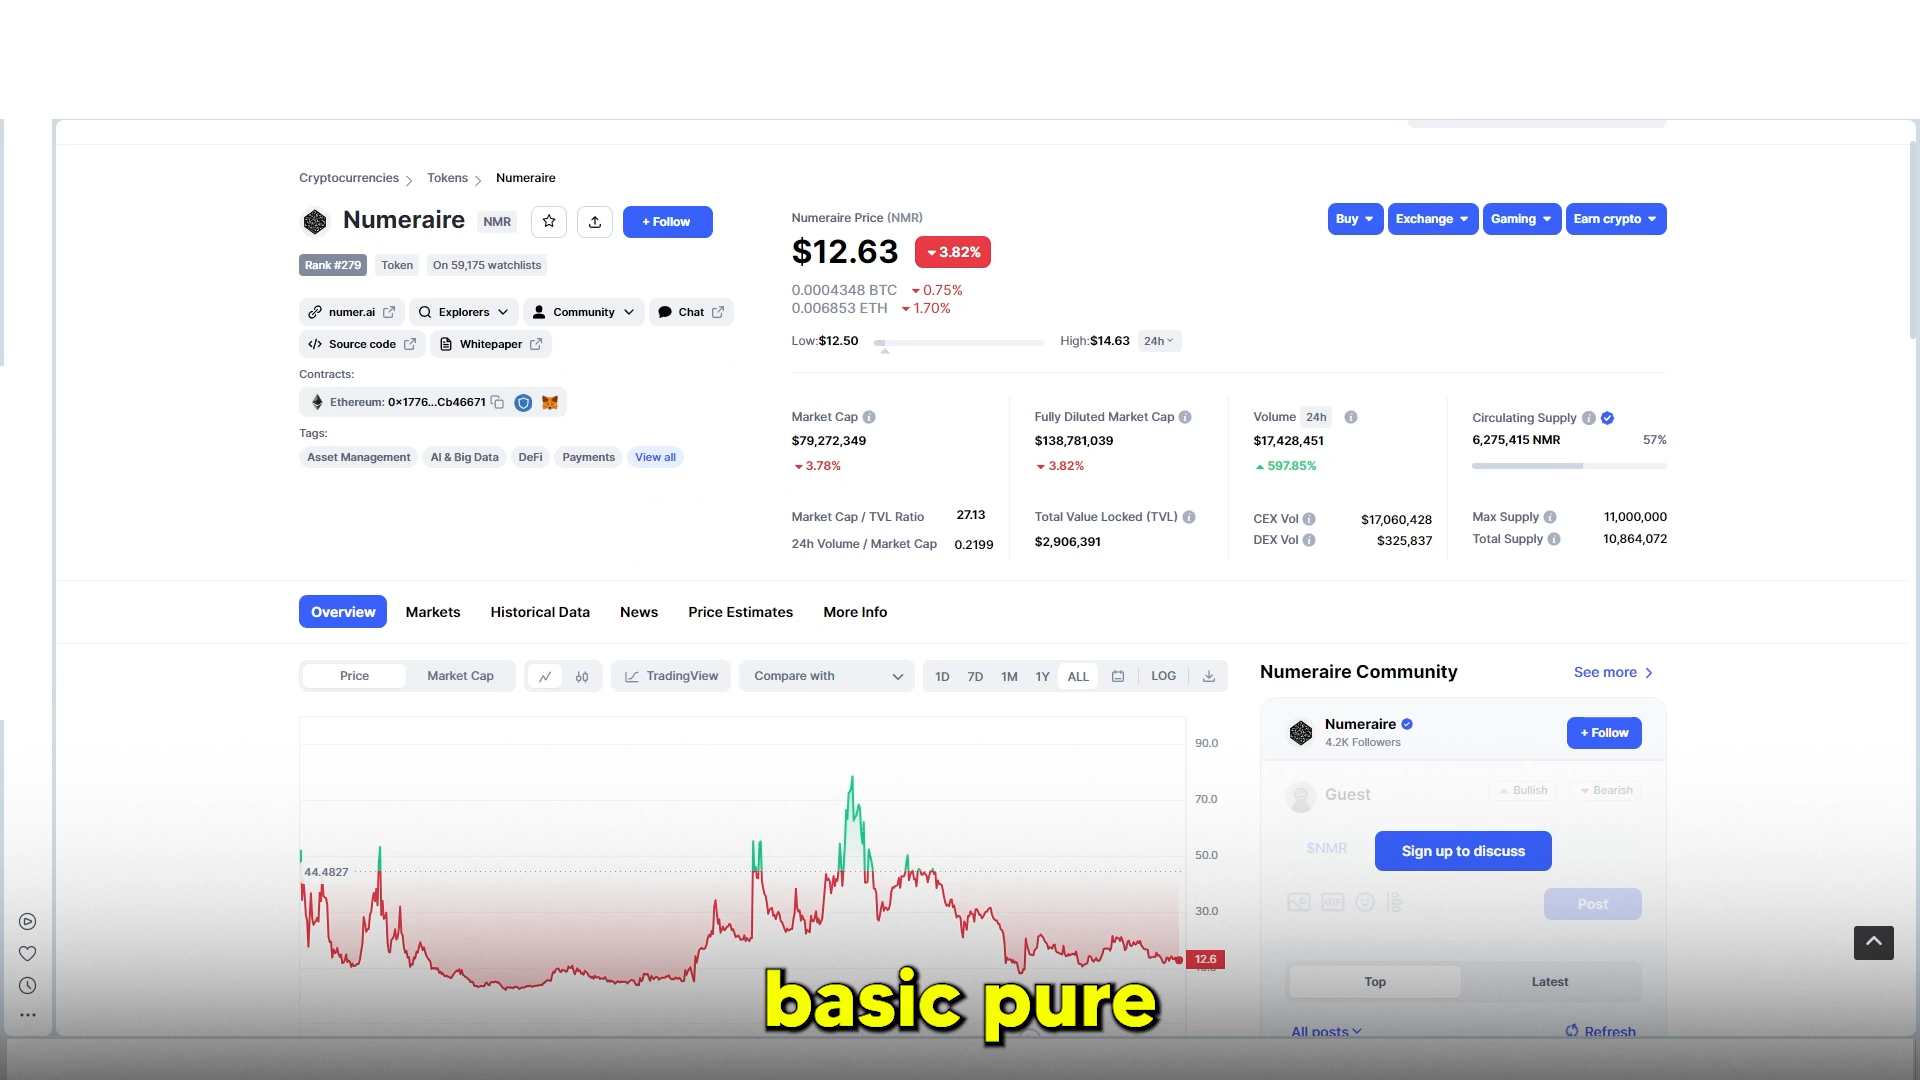 Cryptocurrencies
Tokens
Numeraire
Numeraire
NMR
+ Follow
Rank #279
Token
On 59,175 watchlists
numer.ai
Explorers
Community
Chat
Source code
Whitepaper
Contracts:
Ethereum: 0x1776...Cb46671
Tags:
Asset Management
AI & Big Data
DeFi
Payments
View all
Numeraire Price (NMR)
$12.63
3.82%
0.0004348 BTC
0.75%
0.006853 ETH
1.70%
Low:$12.50
High:$14.63
24h
Buy
Exchange
Gaming
Earn crypto
Market Cap
$79,272,349
3.78%
Fully Diluted Market Cap
$138,781,039
3.82%
Volume 24h
$17,428,451
597.85%
Circulating Supply
6,275,415 NMR
57%
Market Cap / TVL Ratio
27.13
24h Volume / Market Cap
0.2199
Total Value Locked (TVL)
$2,906,391
CEX Vol
$17,060,428
DEX Vol
$325,837
Max Supply
11,000,000
Total Supply
10,864,072
Overview
Markets
Historical Data
News
Price Estimates
More Info
Price
Market Cap
TradingView
Compare with
1D
7D
1M
1Y
ALL
LOG
90.0
70.0
50.0
44.4827
30.0
12.6
Numeraire Community
See more
Numeraire
4.2K Followers
+ Follow
Guest
Bullish
Bearish
$NMR
Sign up to discuss
GIF
Post
Top
Latest
All posts
Refresh
basic pure